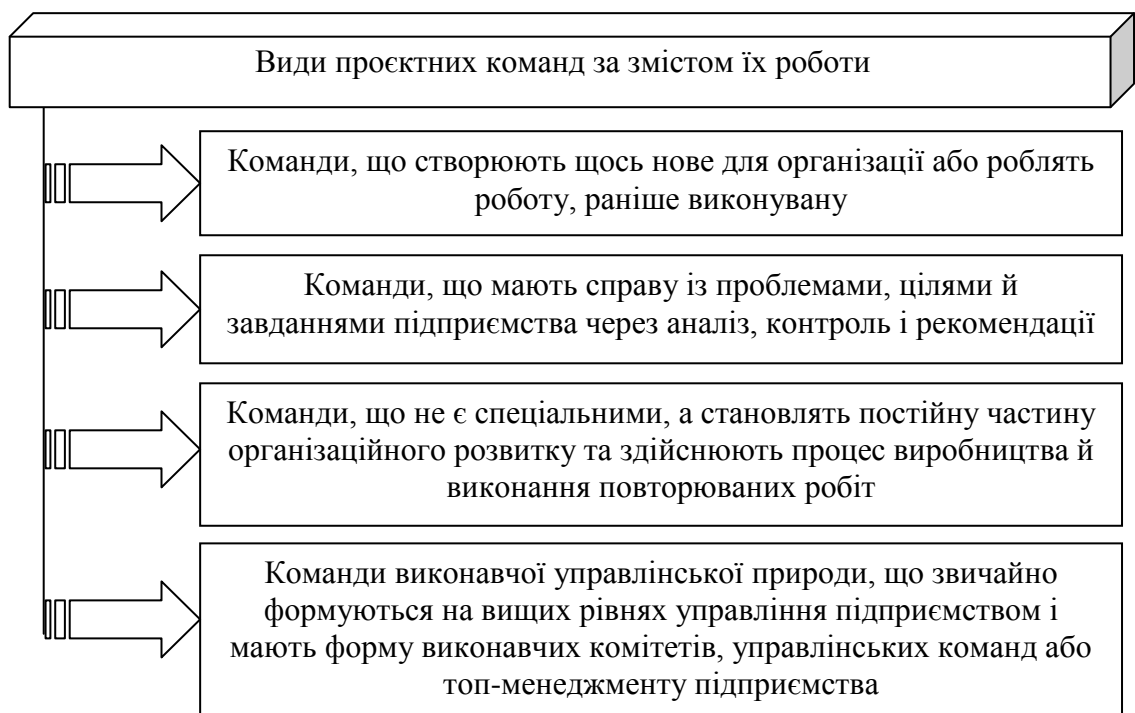 Види проєктних команд за змістом їх роботи
Команди, що створюють щось нове для організації або роблять
роботу, раніше виконувану
Команди, що мають справу із проблемами, цілями й
завданнями підприємства через аналіз, контроль і рекомендації
Команди, що не є спеціальними, а становлять постійну частину
організаційного розвитку та здійснюють процес виробництва й
виконання повторюваних робіт
Команди виконавчої управлінської природи, що звичайно
формуються на вищих рівнях управління підприємством і
мають форму виконавчих комітетів, управлінських команд або
топ-менеджменту підприємства